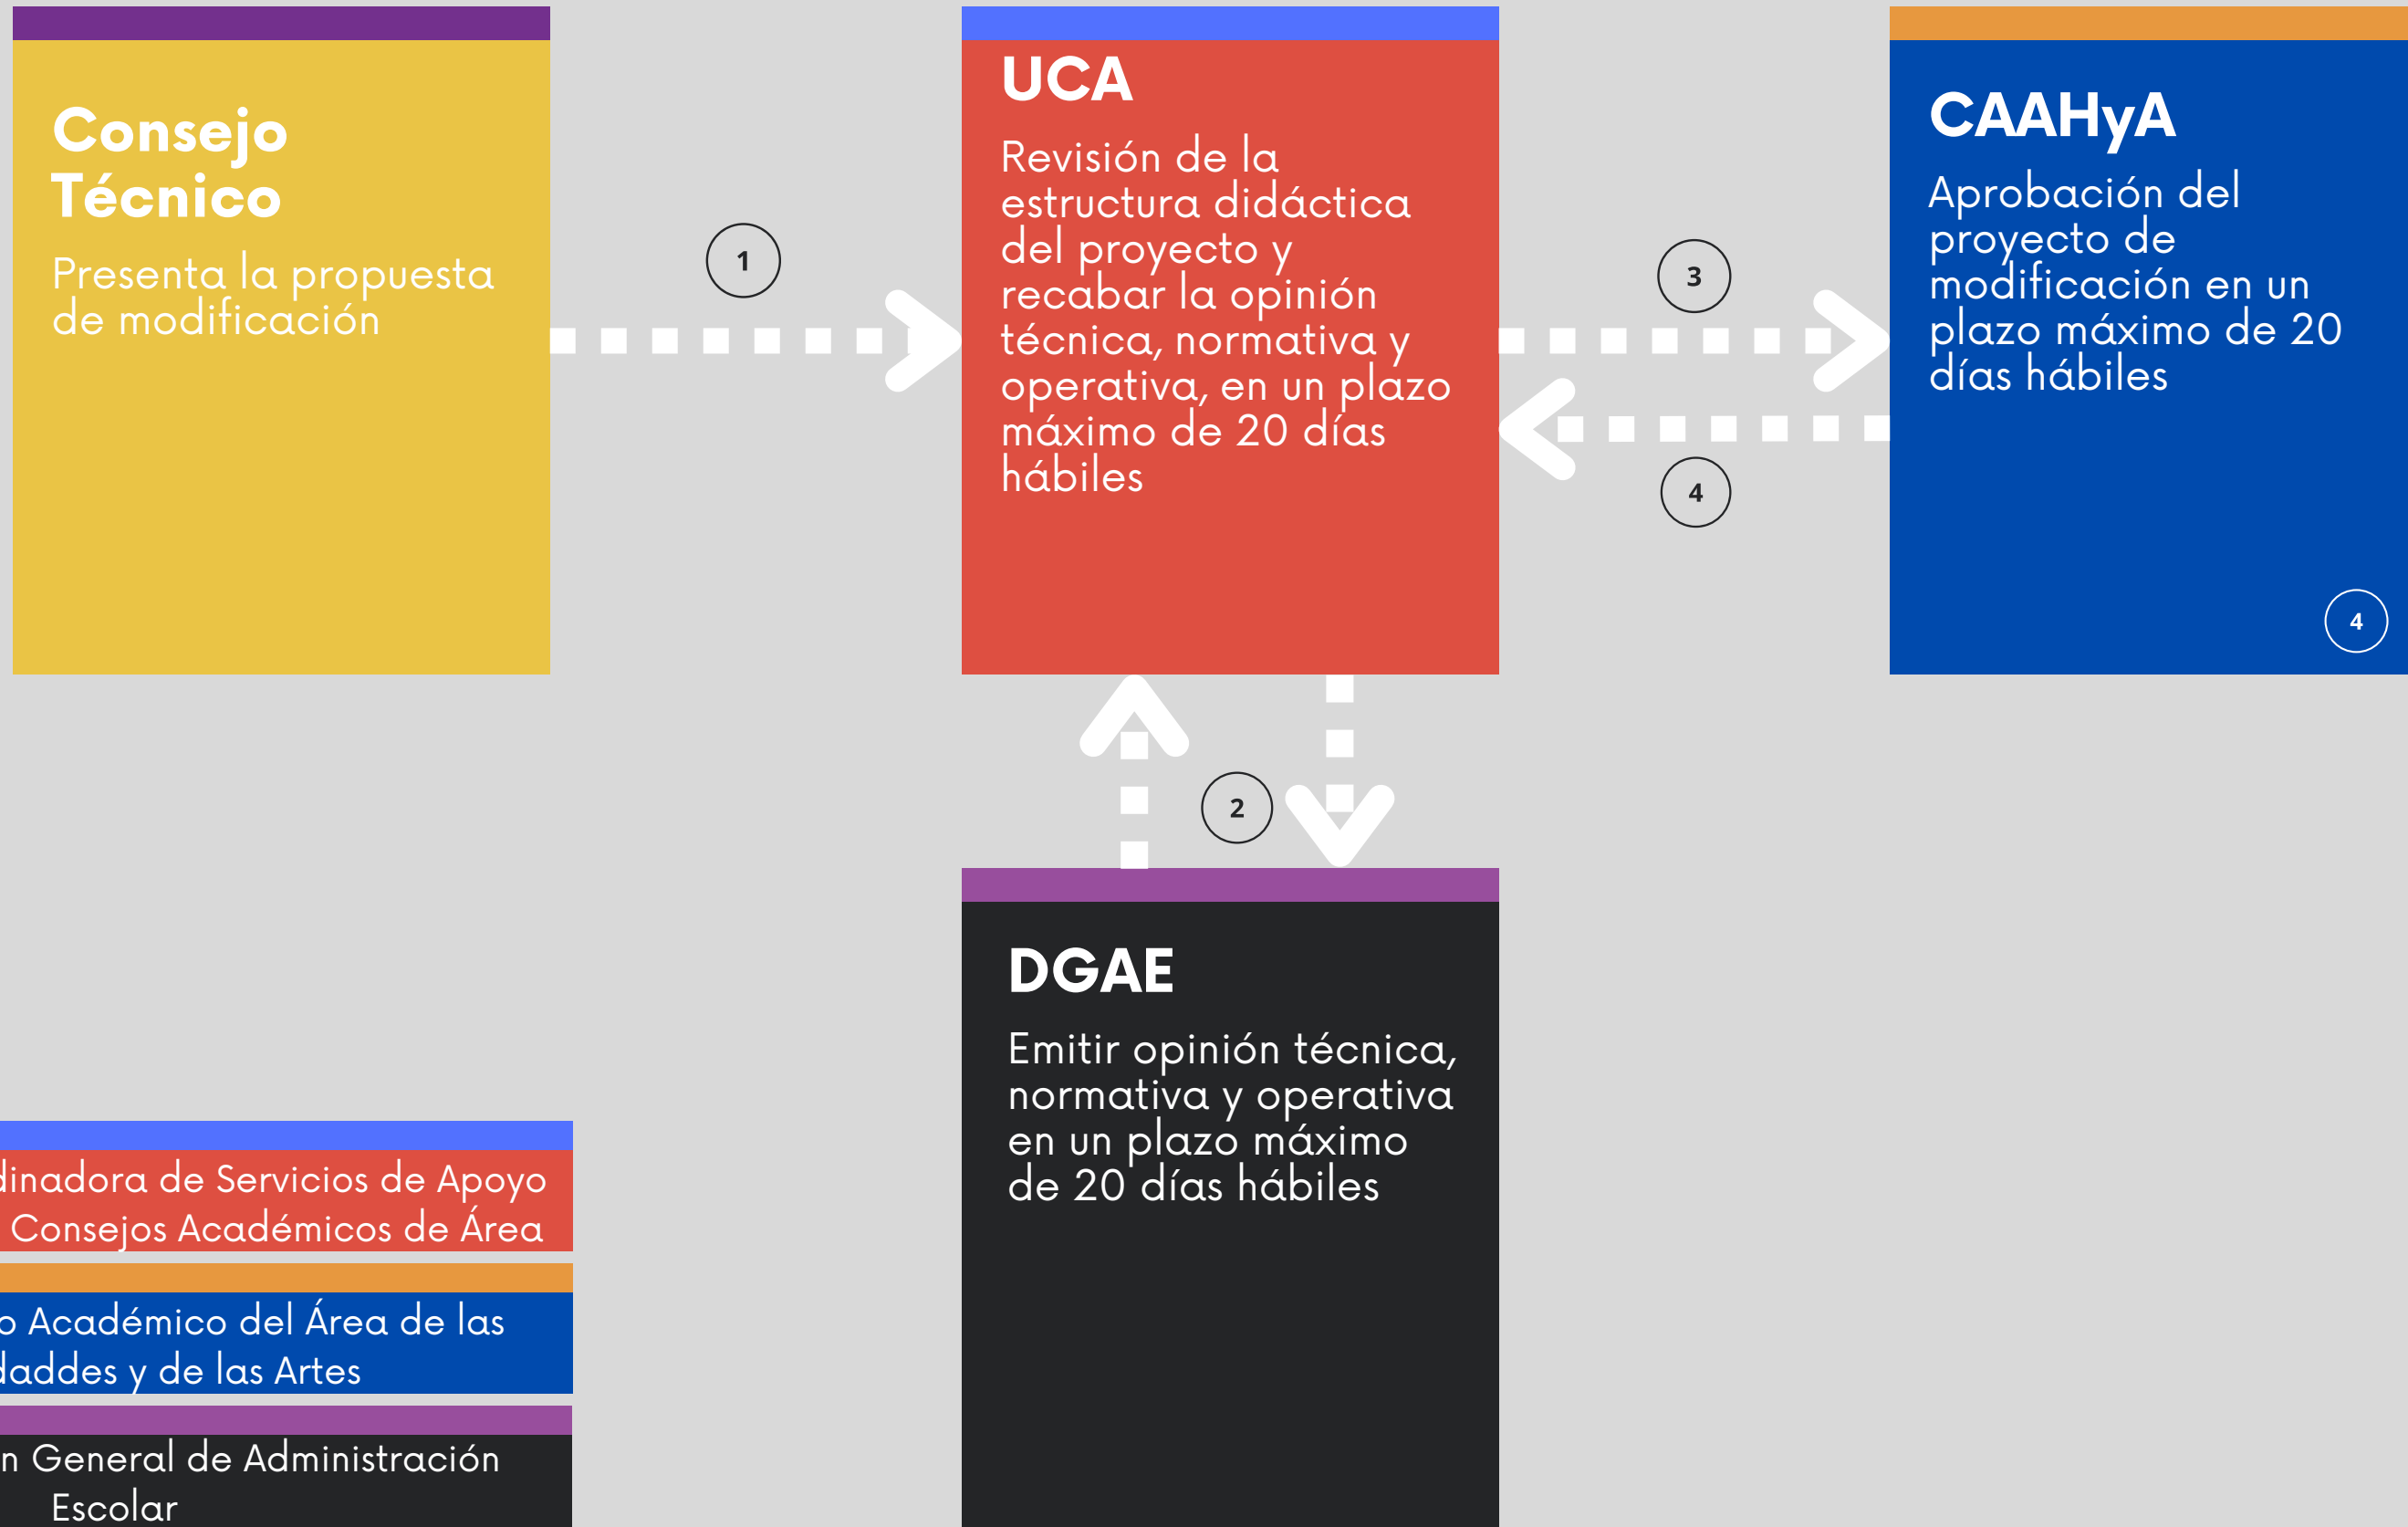 Consejo
Técnico
Presenta la propuesta
de modificación
1
UCA
Revisión de la
estructura didáctica
del proyecto y
recabar la opinión
técnica, normativa y
operativa, en un plazo
máximo de 20 días
hábiles
3
4
CAAHyA
Aprobación del
proyecto de
modificación en un
plazo máximo de 20
días hábiles
4
2
DGAE
Emitir opinión técnica,
normativa y operativa
en un plazo máximo
de 20 días hábiles
dinadora de Servicios de Apoyo
Consejos Académicos de Área
o Académico del Área de las
daddes y de las Artes
n General de Administración
Escolar